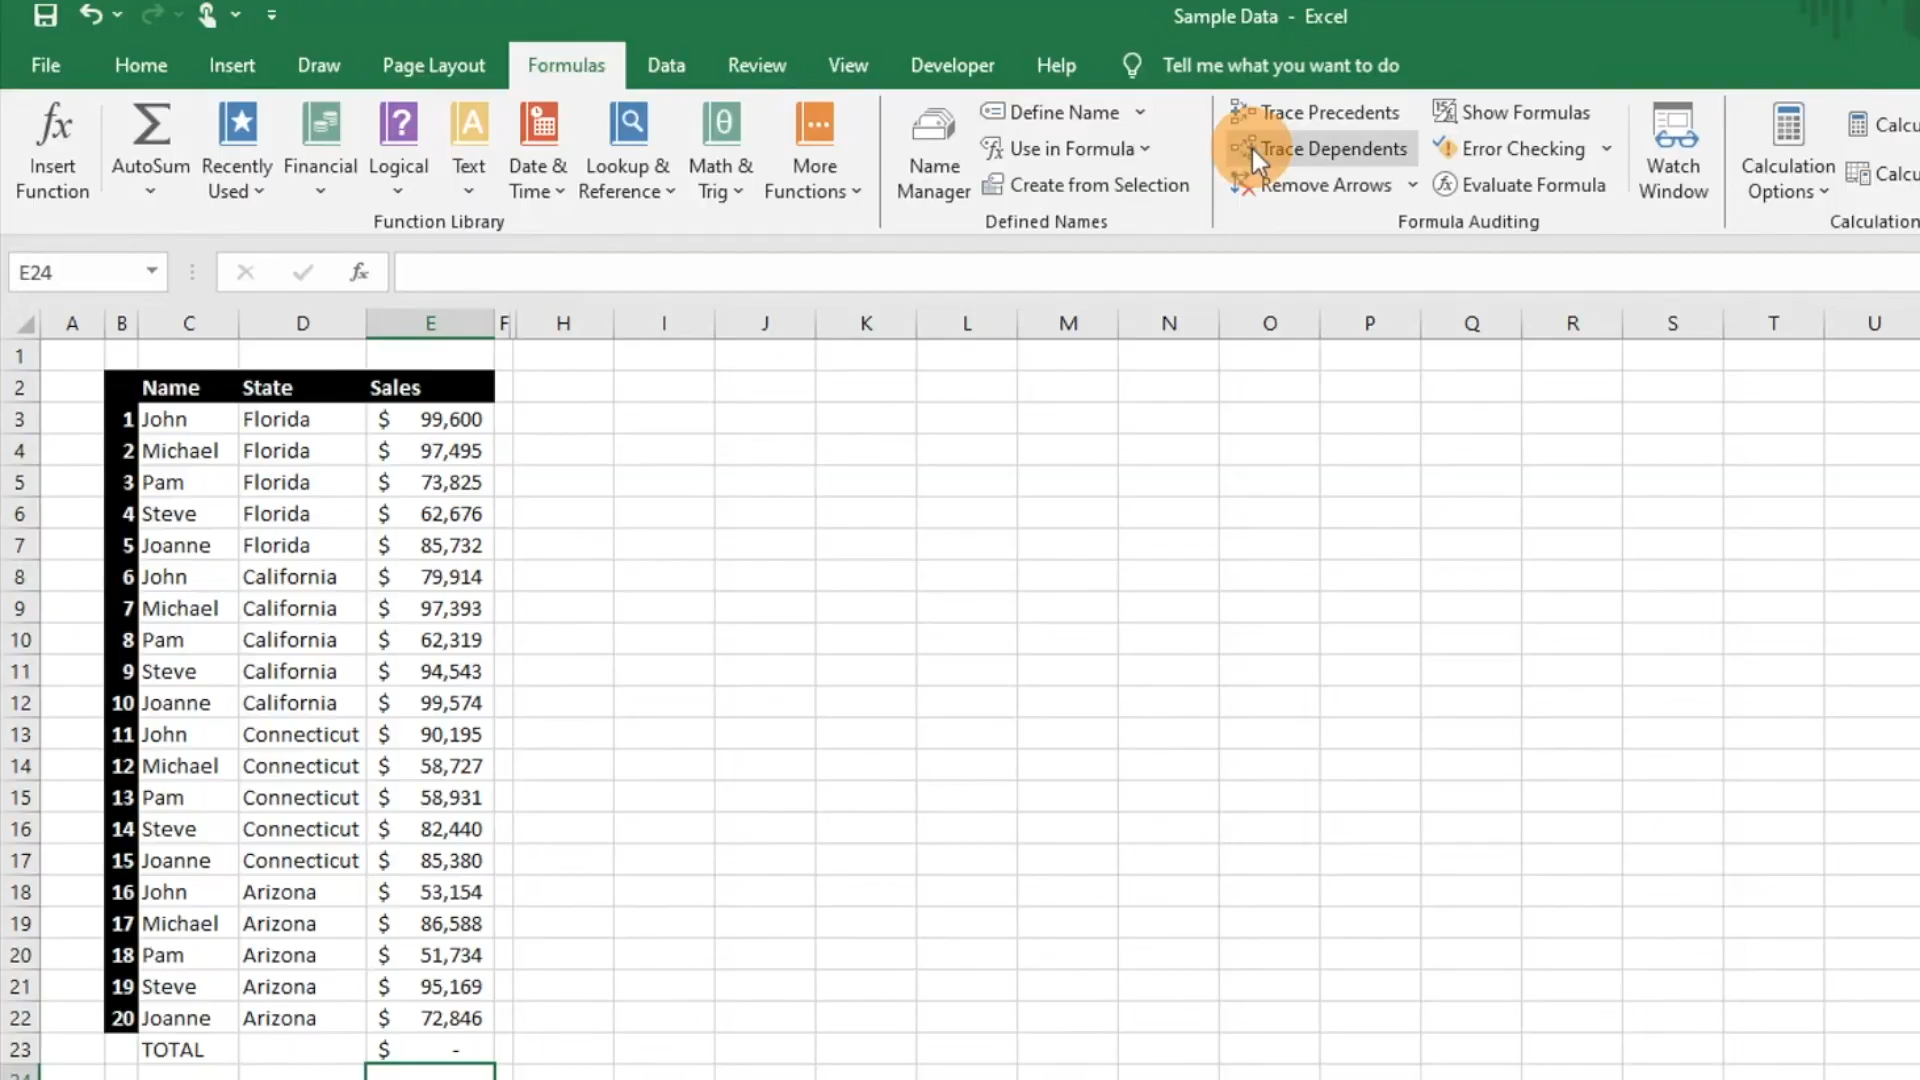 Sample Data - Excel
File Home Insert Draw Page Layout Formulas Data Review View Developer Help Tell me what you want to do
fx Insert Function
Σ AutoSum
Recently Used
Financial
Logical
A Text
Date & Time
Lookup & Reference
θ Math & Trig
More Functions
Function Library
Name Manager
Define Name
Use in Formula
Create from Selection
Defined Names
Trace Precedents
Trace Dependents
Remove Arrows
Show Formulas
Error Checking
Evaluate Formula
Formula Auditing
Watch Window
Calculation Options
Calcu
Calcu
Calculation
E24 fx
A B C D E F H I J K L M N O P Q R S T U
1
2 Name State Sales
3 1 John Florida $ 99,600
4 2 Michael Florida $ 97,495
5 3 Pam Florida $ 73,825
6 4 Steve Florida $ 62,676
7 5 Joanne Florida $ 85,732
8 6 John California $ 79,914
9 7 Michael California $ 97,393
10 8 Pam California $ 62,319
11 9 Steve California $ 94,543
12 10 Joanne California $ 99,574
13 11 John Connecticut $ 90,195
14 12 Michael Connecticut $ 58,727
15 13 Pam Connecticut $ 58,931
16 14 Steve Connecticut $ 82,440
17 15 Joanne Connecticut $ 85,380
18 16 John Arizona $ 53,154
19 17 Michael Arizona $ 86,588
20 18 Pam Arizona $ 51,734
21 19 Steve Arizona $ 95,169
22 20 Joanne Arizona $ 72,846
23 TOTAL $ -